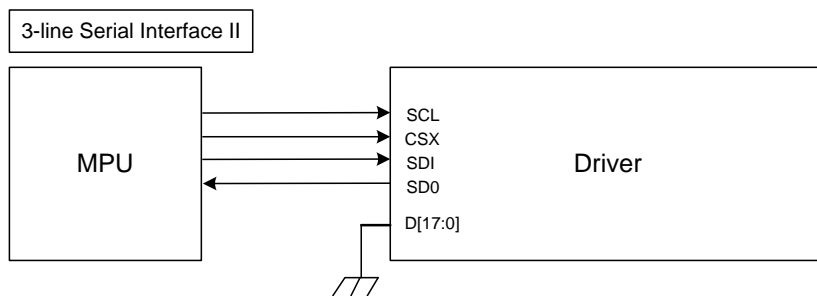 3-line Serial Interface II
MPU
Driver
SCL
CSX
SDI
SD0
D[17:0]